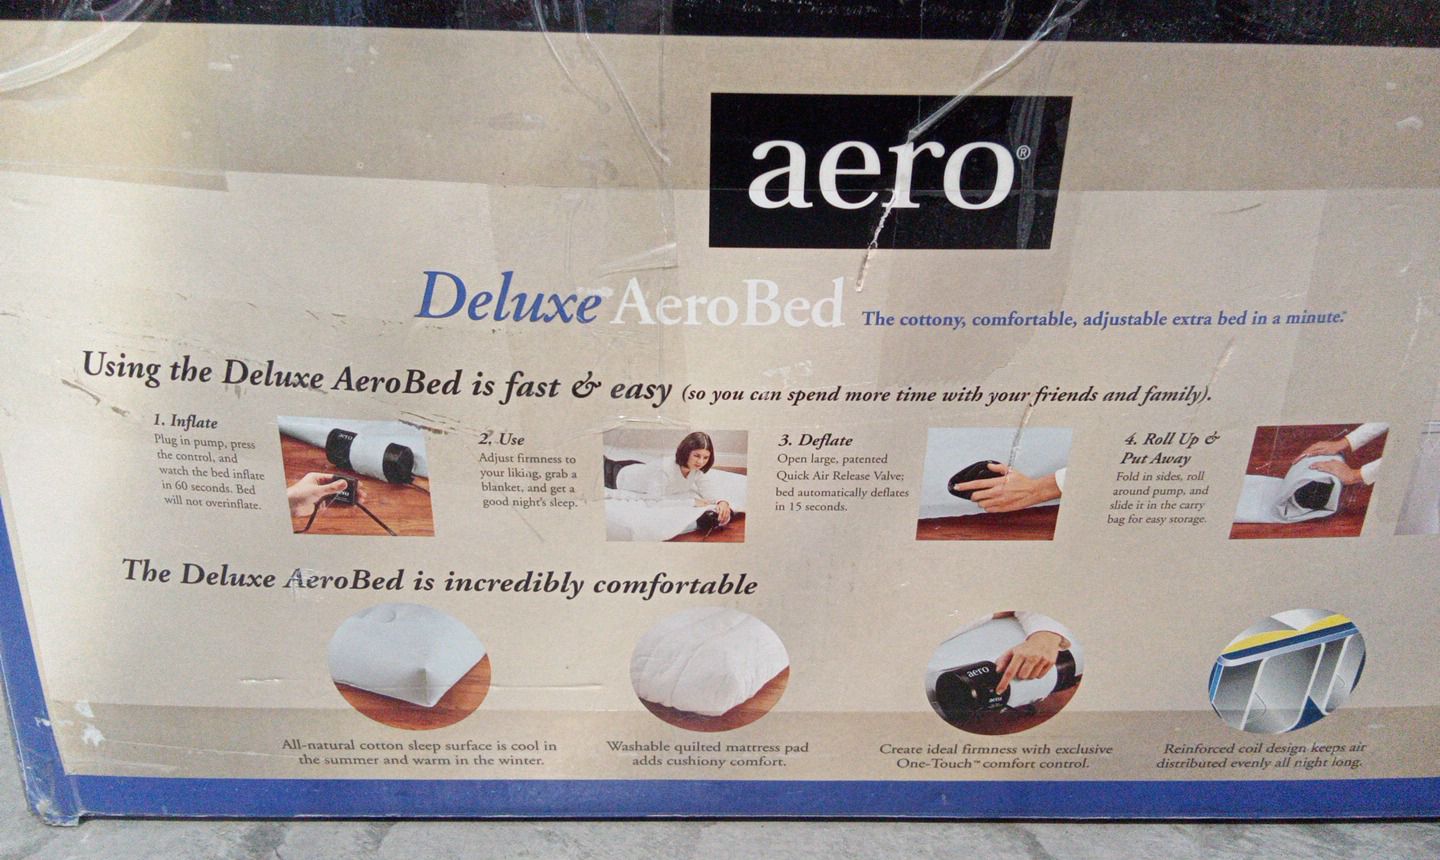 aero®
Deluxe AeroBed The cottony, comfortable, adjustable extra bed in a minute.™
Using the Deluxe AeroBed is fast & easy (so you can spend more time with your friends and family).
1. Inflate
Plug in pump, press
the control, and
watch the bed inflate
in 60 seconds. Bed
will not overinflate.
aero
aero
2. Use
Adjust firmness to
your liking, grab a
blanket, and get a
good night's sleep.
3. Deflate
Open large, patented
Quick Air Release Valve;
bed automatically deflates
in 15 seconds.
4. Roll Up &
Put Away
Fold in sides, roll
around pump, and
slide it in the carry
bag for easy storage.
The Deluxe AeroBed is incredibly comfortable
All-natural cotton sleep surface is cool in
the summer and warm in the winter.
Washable quilted mattress pad
adds cushiony comfort.
aero
aero
Create ideal firmness with exclusive
One-Touch™ comfort control.
Reinforced coil design keeps air
distributed evenly all night long.